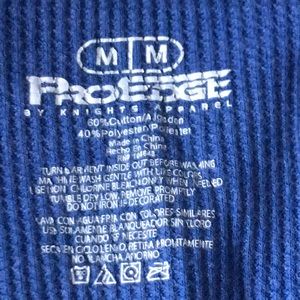 M M
PROEDGE
BY KNIGHTS APPAREL
60% Cotton/Algodon
40% Polyester/Poliester
Made in China
Hecho En China
TURN GARMENT INSIDE OUT BEFORE WASHING
MACHINE WASH GENTLE WITH LIKE COLORS
USE NON CHLORINE BLEACH ONLY WHEN NEEDED
TUMBLE DRY LOW, REMOVE PROMPTLY
DO NOT IRON IF DECORATED
LAVA CON AGUA FRIA CON COLORES SIMILARES
USE SOLAMENTE BLANQUEADOR SIN CLORO
CUANDO SE NECESITE
SECA EN CICLO LENTO, RETIRA PRONTAMENTE
NO PLANCHA ADORNO